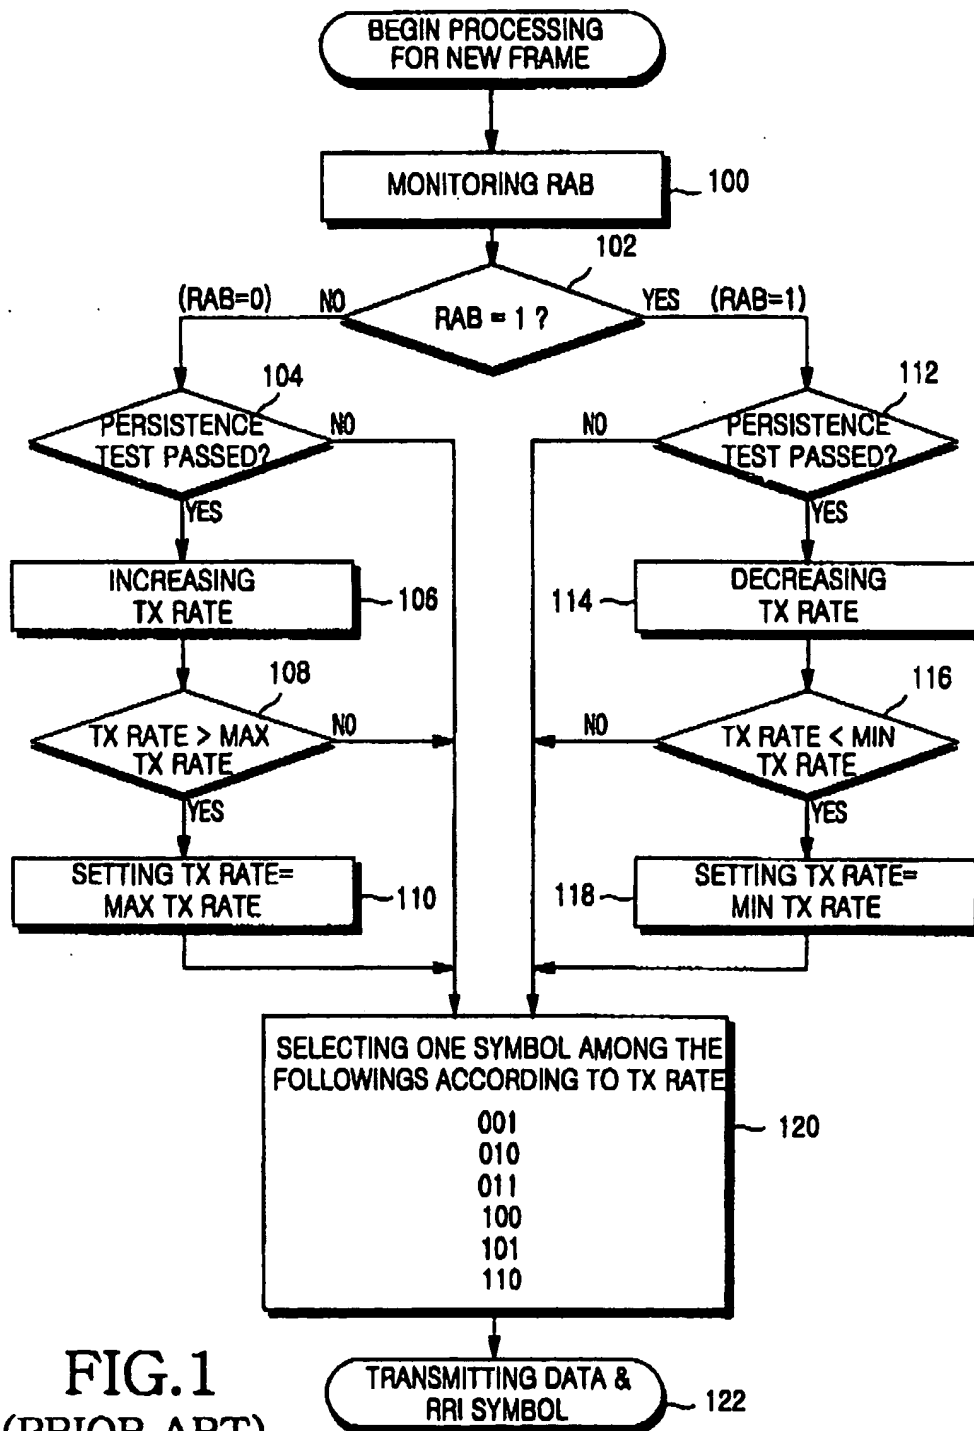 BEGIN PROCESSING
FOR NEW FRAME
MONITORING RAB
100
102
(RAB=0)
NO
RAB = 1 ?
YES
(RAB=1)
104
PERSISTENCE
TEST PASSED?
NO
YES
112
NO
PERSISTENCE
TEST PASSED?
YES
INCREASING
TX RATE
106
114
DECREASING
TX RATE
108
TX RATE > MAX
TX RATE
NO
YES
116
NO
TX RATE < MIN
TX RATE
YES
SETTING TX RATE=
MAX TX RATE
110
118
SETTING TX RATE=
MIN TX RATE
SELECTING ONE SYMBOL AMONG THE
FOLLOWINGS ACCORDING TO TX RATE
001
010
011
100
101
110
120
TRANSMITTING DATA &
RRI SYMBOL
122
FIG.1
(PRIOR ART)